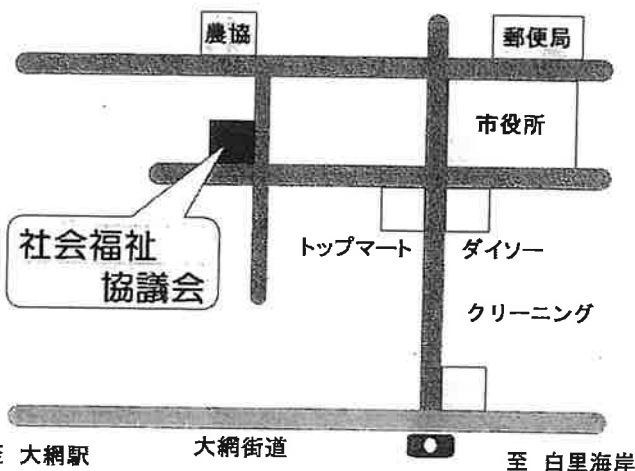 農協
郵便局
市役所
社会福祉
協議会
トップマート
ダイソー
クリーニング
至 大網駅
大網街道
至 白里海岸